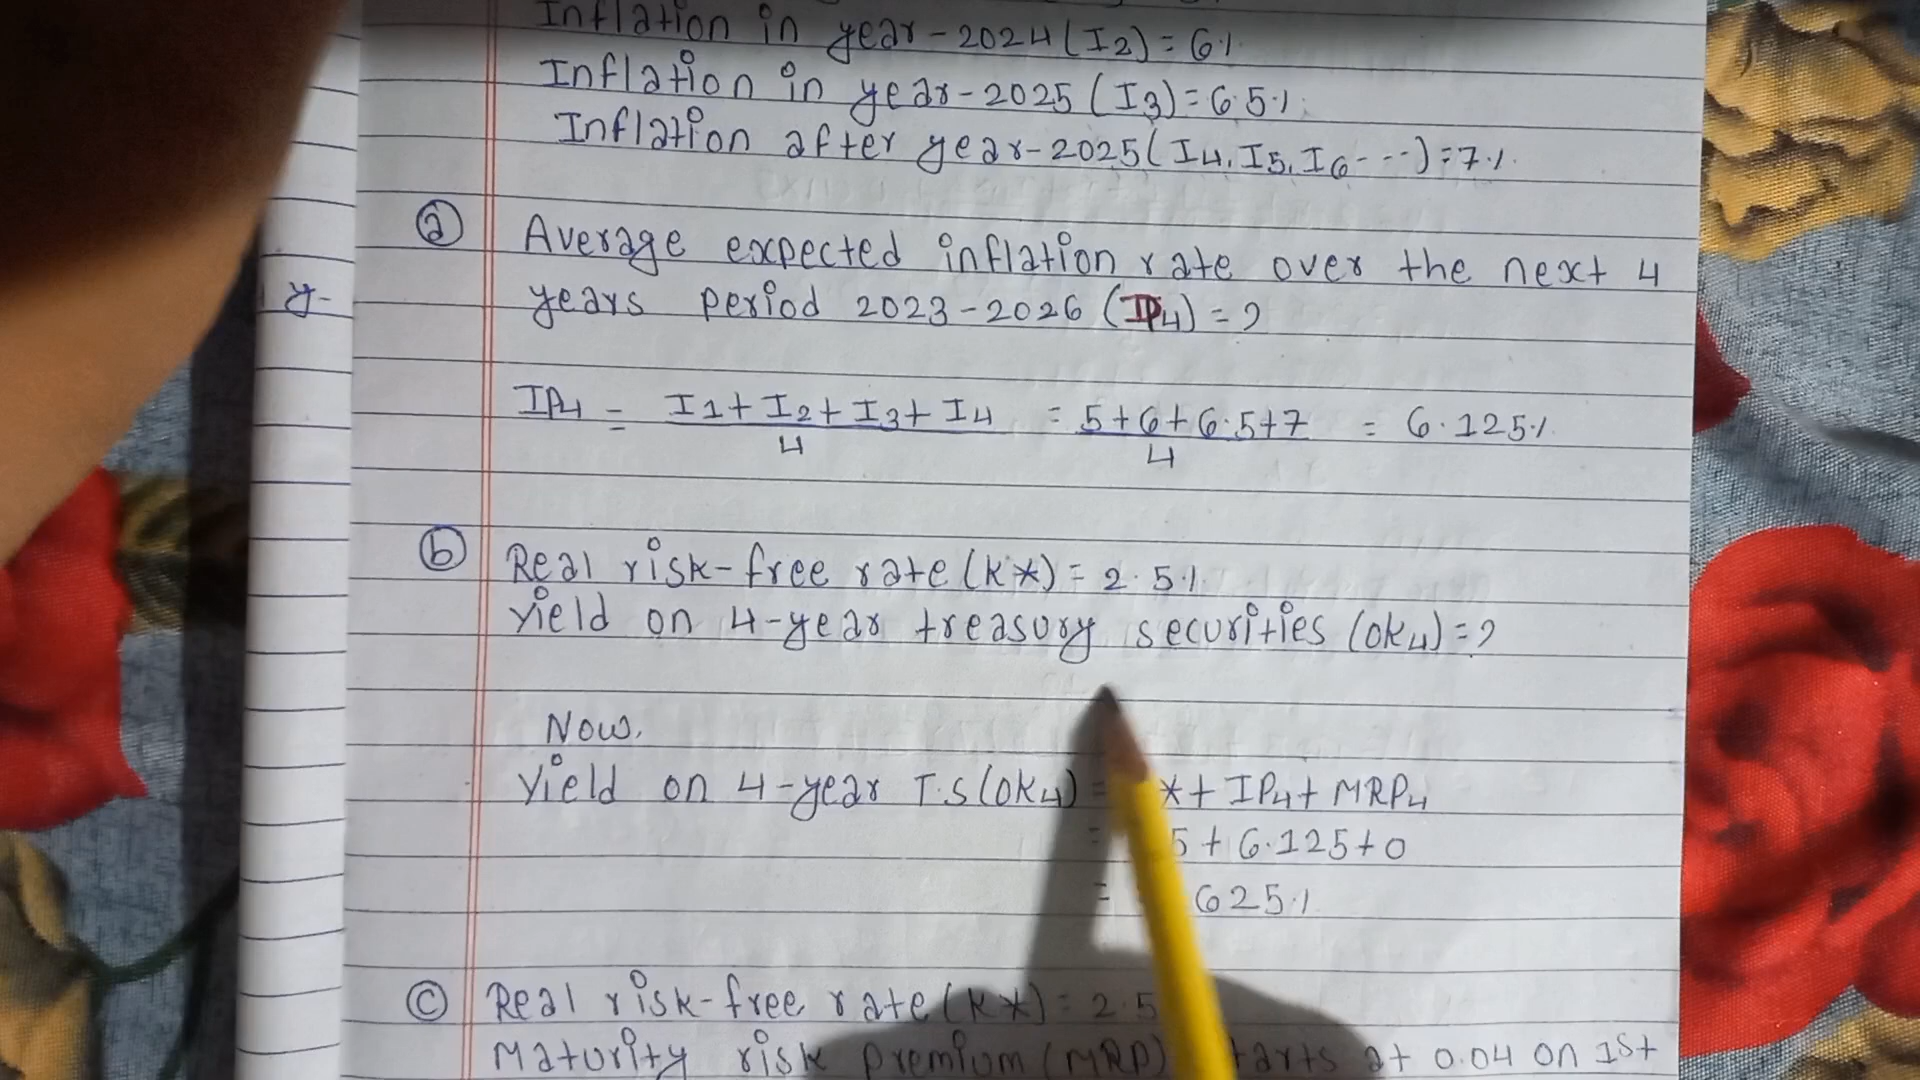 Inflation in year-2024(I2)=6%
Inflation in year-2025(I3)=6.5%
Inflation after year-2025(I4,I5,I6---)=7%
a Average expected inflation rate over the next 4
years period 2023-2026 (IP4)=?
IP4 = I1+I2+I3+I4 = 5+6+6.5+7 = 6.125%
4 4
b Real risk-free rate(k*)=2.5%
Yield on 4-year treasury securities (0k4)=?
Now,
Yield on 4-year T.S(0k4) = *+IP4+MRP4
= 5+6.125+0
= 625%
c Real risk-free rate(k*)=2.5
Maturity risk premium(MRP) tarts at 0.04 on 1st